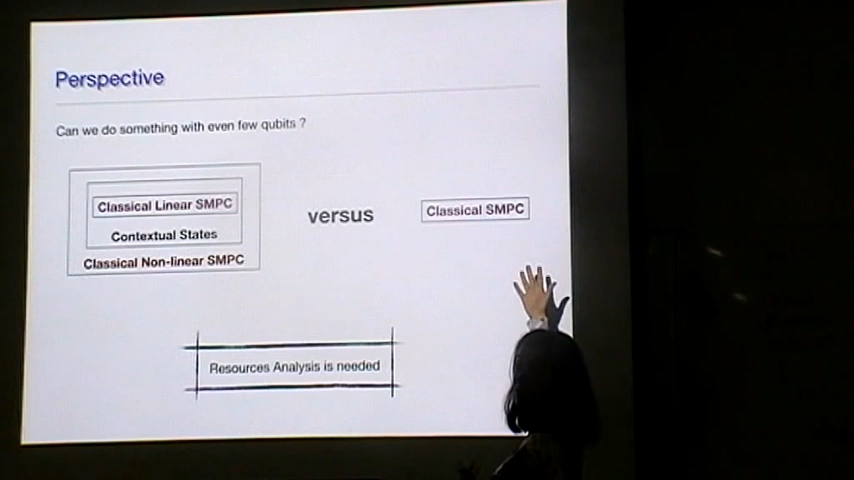 Perspective
Can we do something with even few qubits ?
Classical Linear SMPC
Contextual States
Classical Non-linear SMPC
versus
Classical SMPC
Resources Analysis is needed